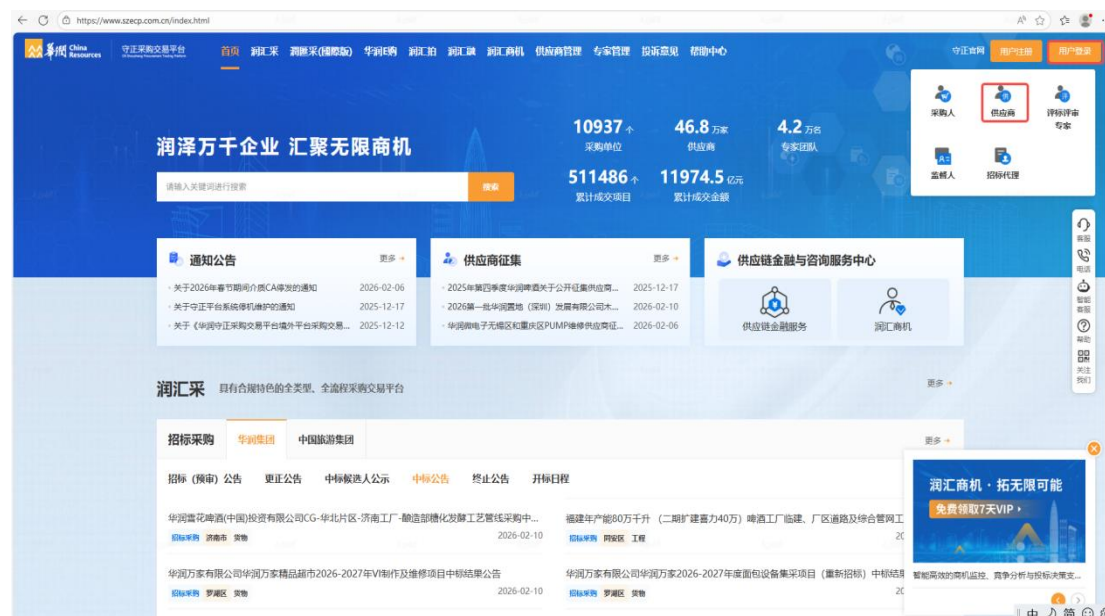 https://www.szecp.com.cn/index.html
華潤 China Resources 守正采购交易平台 首页 润汇采 潤匯采(國際版) 华润E购 润汇拍 润汇融 润汇商机 供应商管理 专家管理 投诉意见 帮助中心 守正官网 用户注册 用户登录
采购人 供应商 评标评审专家
监督人 招标代理
润泽万千企业 汇聚无限商机
请输入关键词进行搜索 搜索
10937 个 46.8 万家 4.2 万名
采购单位 供应商 专家团队
511486 个 11974.5 亿元
累计成交项目 累计成交金额
客服
电话
智能客服
帮助
关注我们
通知公告 更多
关于2026年春节期间介质CA停发的通知 2026-02-06
关于守正平台系统停机维护的通知 2025-12-17
关于《华润守正采购交易平台境外平台采购交易... 2025-12-12
供应商征集 更多
2025年第四季度华润啤酒关于公开征集供应商... 2025-12-17
2026第一批华润置地（深圳）发展有限公司木... 2026-02-10
华润微电子无锡区和重庆区PUMP维修供应商征... 2026-02-06
供应链金融与咨询服务中心
供应链金融服务 润汇商机
润汇采 具有合规特色的全类型、全流程采购交易平台 更多
招标采购 华润集团 中国旅游集团 更多
招标（预审）公告 更正公告 中标候选人公示 中标公告 终止公告 开标日程
华润雪花啤酒(中国)投资有限公司CG-华北片区-济南工厂-酿造部糖化发酵工艺管线采购中...
招标采购 济南市 货物 2026-02-10
福建年产能80万千升（二期扩建喜力40万）啤酒工厂临建、厂区道路及综合管网工
招标采购 同安区 工程 20
华润万家有限公司华润万家精品超市2026-2027年VI制作及维修项目中标结果公告
招标采购 罗湖区 货物 2026-02-10
华润万家有限公司华润万家2026-2027年度面包设备集采项目（重新招标）中标结果
招标采购 罗湖区 货物 20
润汇商机 · 拓无限可能
免费领取7天VIP
智能高效的商机监控、竞争分析与投标决策支...
中 简